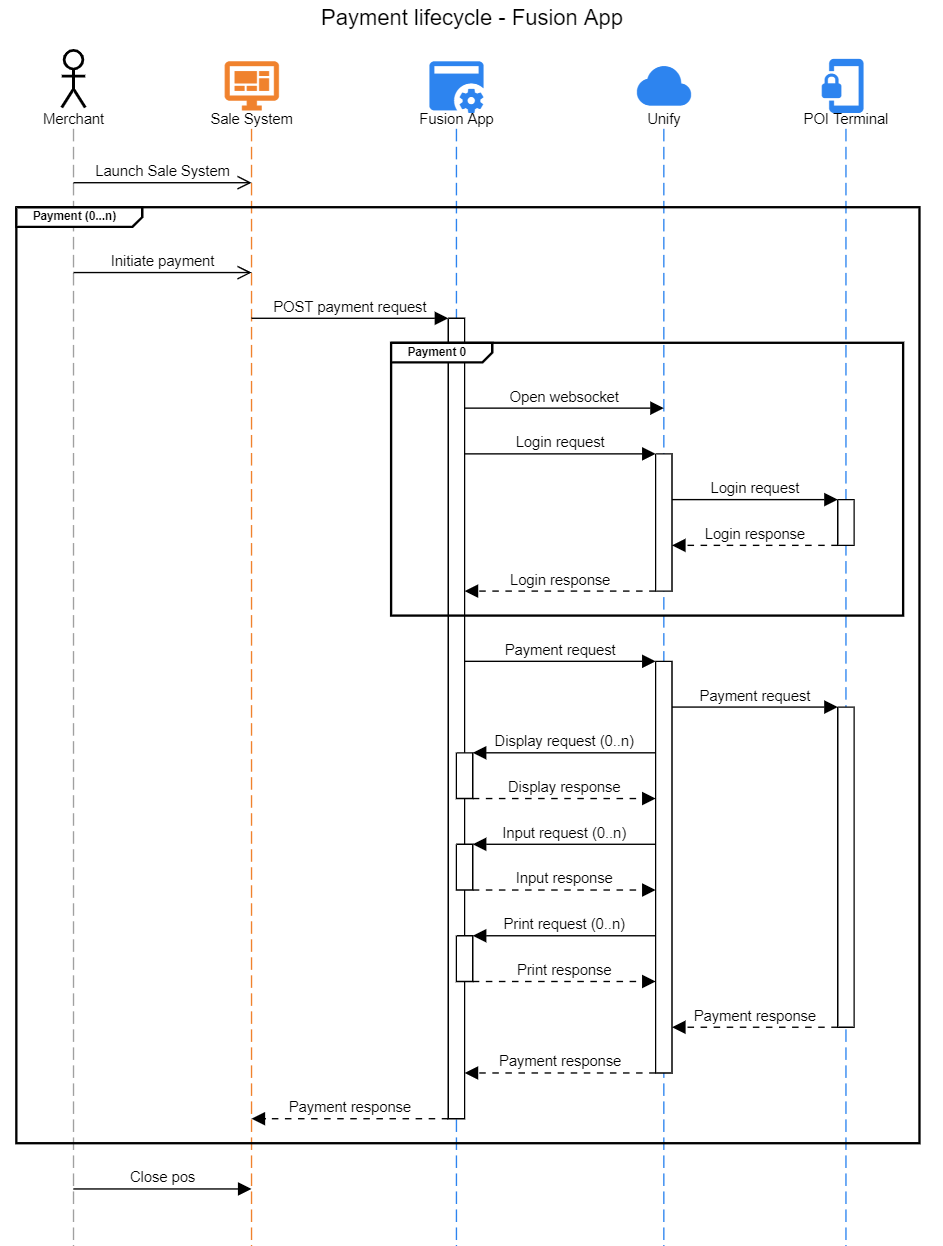 Payment lifecycle - Fusion App
Merchant
Sale System
Fusion App
Unify
POI Terminal
Launch Sale System
Payment (0...n)
Initiate payment
POST payment request
Payment 0
Open websocket
Login request
Login request
Login response
Login response
Payment request
Payment request
Display request (0..n)
Display response
Input request (0..n)
Input response
Print request (0..n)
Print response
Payment response
Payment response
Payment response
Close pos